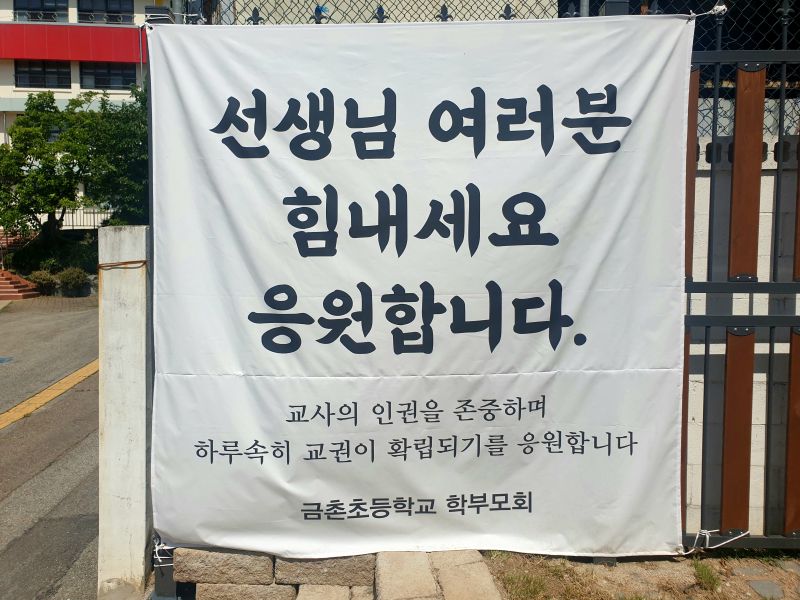 선생님 여러분
힘내세요
응원합니다.
교사의 인권을 존중하며
하루속히 교권이 확립되기를 응원합니다
금촌초등학교 학부모회